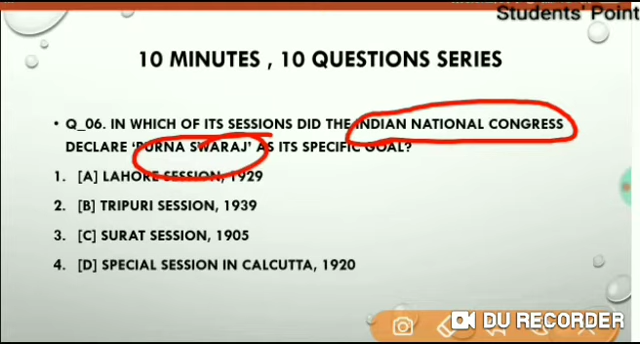 Students' Point
10 MINUTES , 10 QUESTIONS SERIES
• Q_06. IN WHICH OF ITS SESSIONS DID THE INDIAN NATIONAL CONGRESS
DECLARE ‘PURNA SWARAJ’ AS ITS SPECIFIC GOAL?
1. [A] LAHORE SESSION, 1929
2. [B] TRIPURI SESSION, 1939
3. [C] SURAT SESSION, 1905
4. [D] SPECIAL SESSION IN CALCUTTA, 1920
DU RECORDER